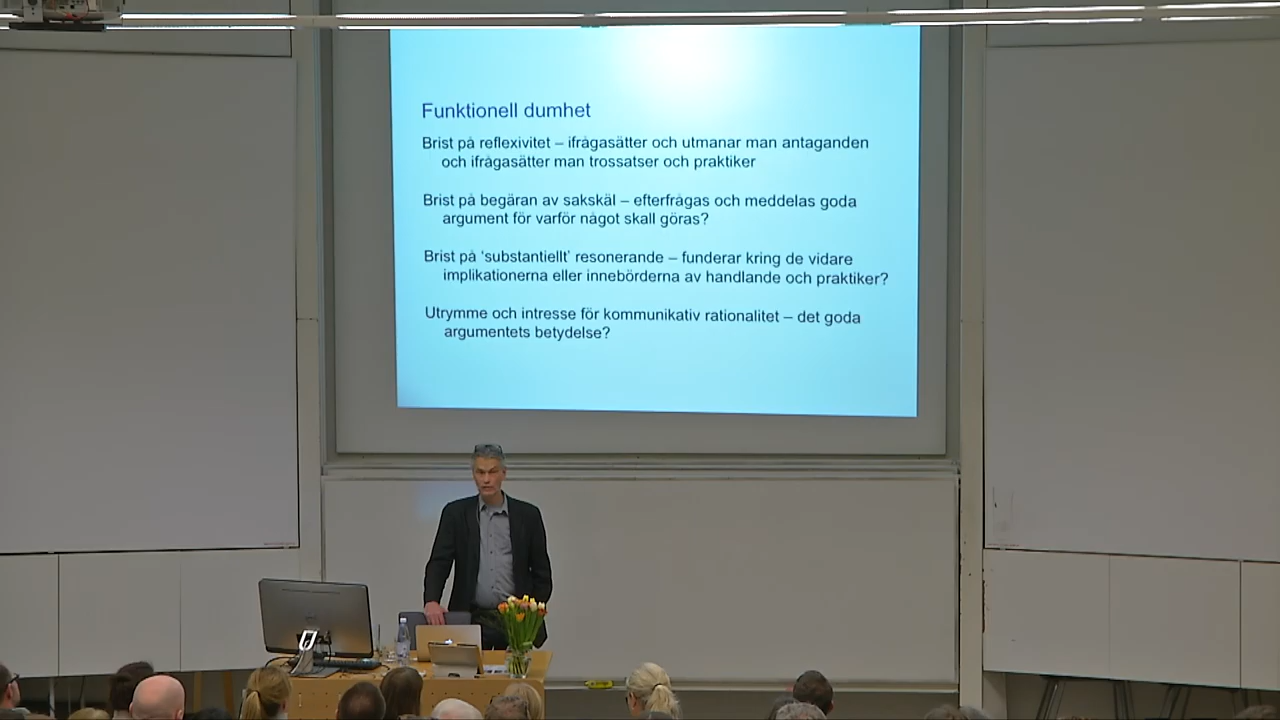 Funktionell dumhet
Brist på reflexivitet – ifrågasätter och utmanar man antaganden
och ifrågasätter man trossatser och praktiker
Brist på begäran av sakskäl – efterfrågas och meddelas goda
argument för varför något skall göras?
Brist på ‘substantiellt’ resonerande – funderar kring de vidare
implikationerna eller innebörderna av handlande och praktiker?
Utrymme och intresse för kommunikativ rationalitet – det goda
argumentets betydelse?